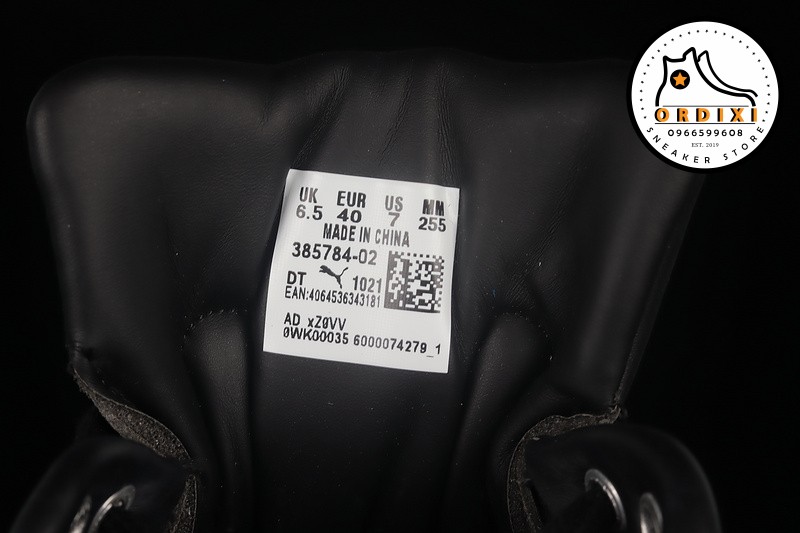 UK EUR US MM
6.5 40 7 255
MADE IN CHINA
385784-02
DT 1021
EAN:4064536343181
AD xZ0VV
0WK00035 6000074279_1
ORDIXI
0966599608
EST. 2019
SNEAKER STORE